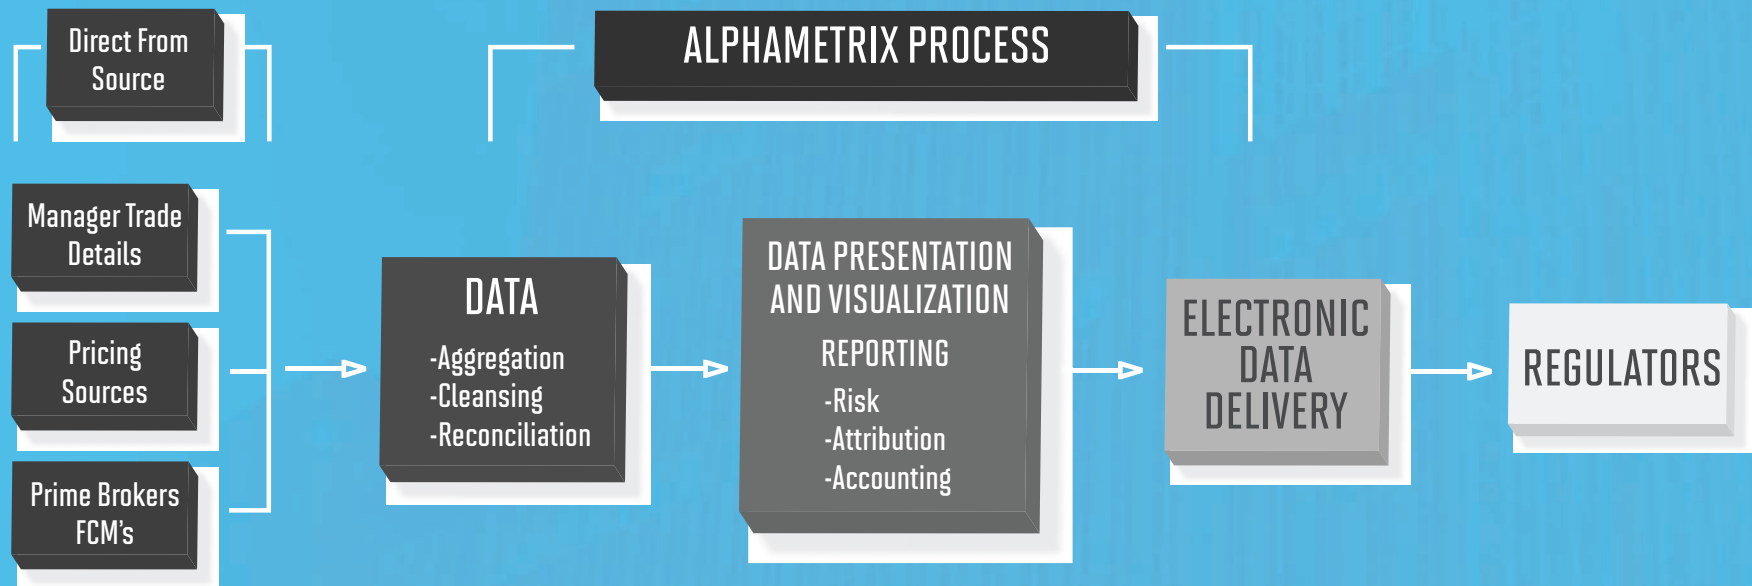 Direct From
Source
ALPHAMETRIX PROCESS
Manager Trade
Details
Pricing
Sources
Prime Brokers
FCM's
DATA
-Aggregation
-Cleansing
-Reconciliation
DATA PRESENTATION
AND VISUALIZATION
REPORTING
-Risk
-Attribution
-Accounting
ELECTRONIC
DATA
DELIVERY
REGULATORS